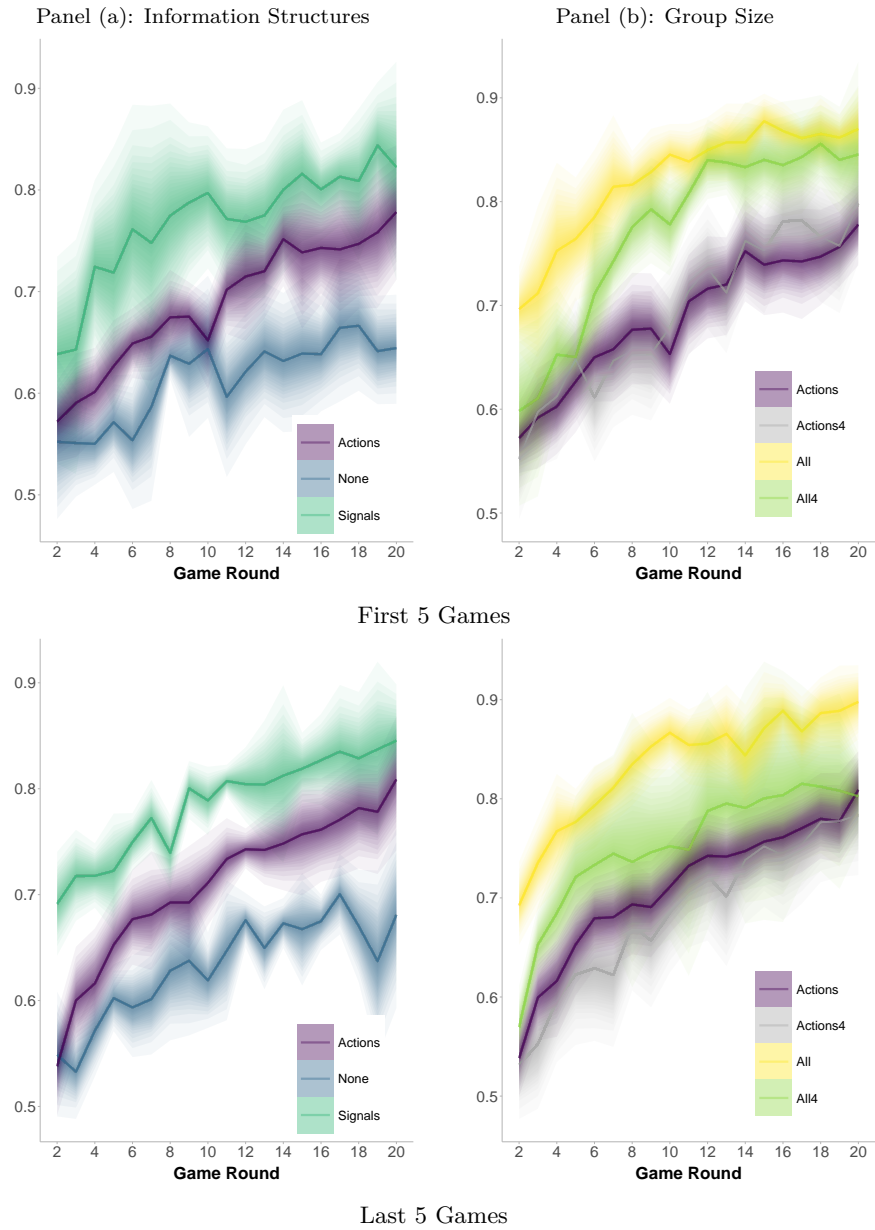 Panel (a): Information Structures
Panel (b): Group Size
0.9
0.8
0.7
0.6
0.5
Actions
None
Signals
2 4 6 8 10 12 14 16 18 20
Game Round
0.9
0.8
0.7
0.6
0.5
Actions
Actions4
All
All4
2 4 6 8 10 12 14 16 18 20
Game Round
First 5 Games
0.9
0.8
0.7
0.6
0.5
Actions
None
Signals
2 4 6 8 10 12 14 16 18 20
Game Round
0.9
0.8
0.7
0.6
0.5
Actions
Actions4
All
All4
2 4 6 8 10 12 14 16 18 20
Game Round
Last 5 Games